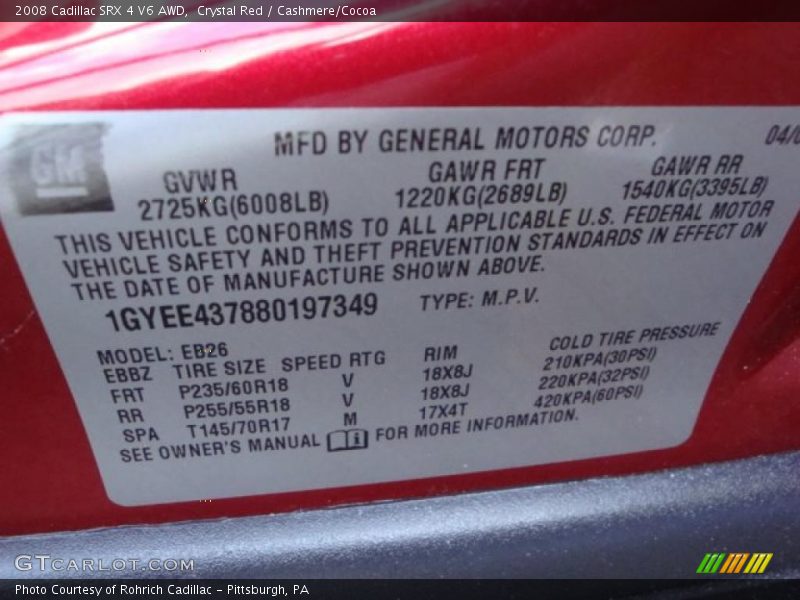 2008 Cadillac SRX 4 V6 AWD, Crystal Red / Cashmere/Cocoa
GM
MFD BY GENERAL MOTORS CORP.
GVWR GAWR FRT GAWR RR
2725KG(6008LB) 1220KG(2689LB) 1540KG(3395LB)
THIS VEHICLE CONFORMS TO ALL APPLICABLE U.S. FEDERAL MOTOR
VEHICLE SAFETY AND THEFT PREVENTION STANDARDS IN EFFECT ON
THE DATE OF MANUFACTURE SHOWN ABOVE.
1GYEE437880197349 TYPE: M.P.V.
MODEL: EB26
EBBZ TIRE SIZE SPEED RTG RIM COLD TIRE PRESSURE
FRT P235/60R18 V 18X8J 210KPA(30PSI)
RR P255/55R18 V 18X8J 220KPA(32PSI)
SPA T145/70R17 M 17X4T 420KPA(60PSI)
SEE OWNER'S MANUAL FOR MORE INFORMATION.
GTCARLOT.COM
Photo Courtesy of Rohrich Cadillac - Pittsburgh, PA